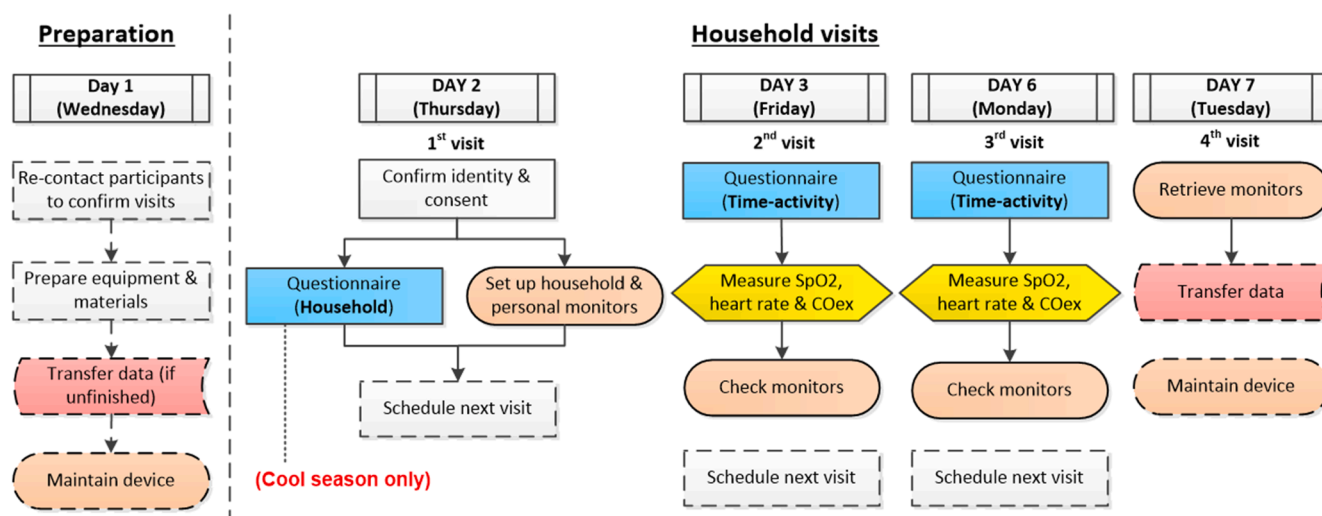 Preparation
Household visits
Day 1
(Wednesday)
Re-contact participants
to confirm visits
Prepare equipment &
materials
Transfer data (if
unfinished)
Maintain device
DAY 2
(Thursday)
1st visit
Confirm identity &
consent
Questionnaire
(Household)
Set up household &
personal monitors
Schedule next visit
(Cool season only)
DAY 3
(Friday)
2nd visit
Questionnaire
(Time-activity)
Measure SpO2,
heart rate & COex
Check monitors
Schedule next visit
DAY 6
(Monday)
3rd visit
Questionnaire
(Time-activity)
Measure SpO2,
heart rate & COex
Check monitors
Schedule next visit
DAY 7
(Tuesday)
4th visit
Retrieve monitors
Transfer data
Maintain device